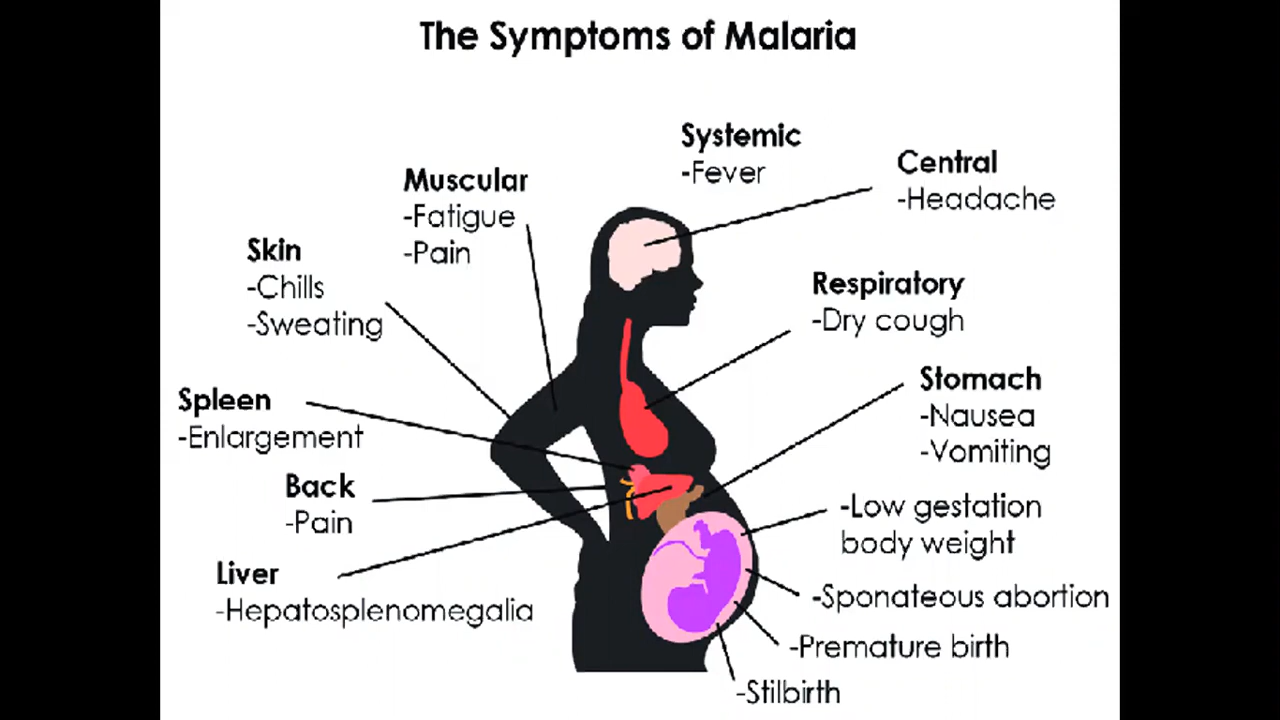 The Symptoms of Malaria
Systemic
-Fever
Central
-Headache
Muscular
-Fatigue
-Pain
Skin
-Chills
-Sweating
Respiratory
-Dry cough
Stomach
-Nausea
-Vomiting
Spleen
-Enlargement
Back
-Pain
Liver
-Hepatosplenomegalia
-Low gestation
body weight
-Sponateous abortion
-Premature birth
-Stilbirth